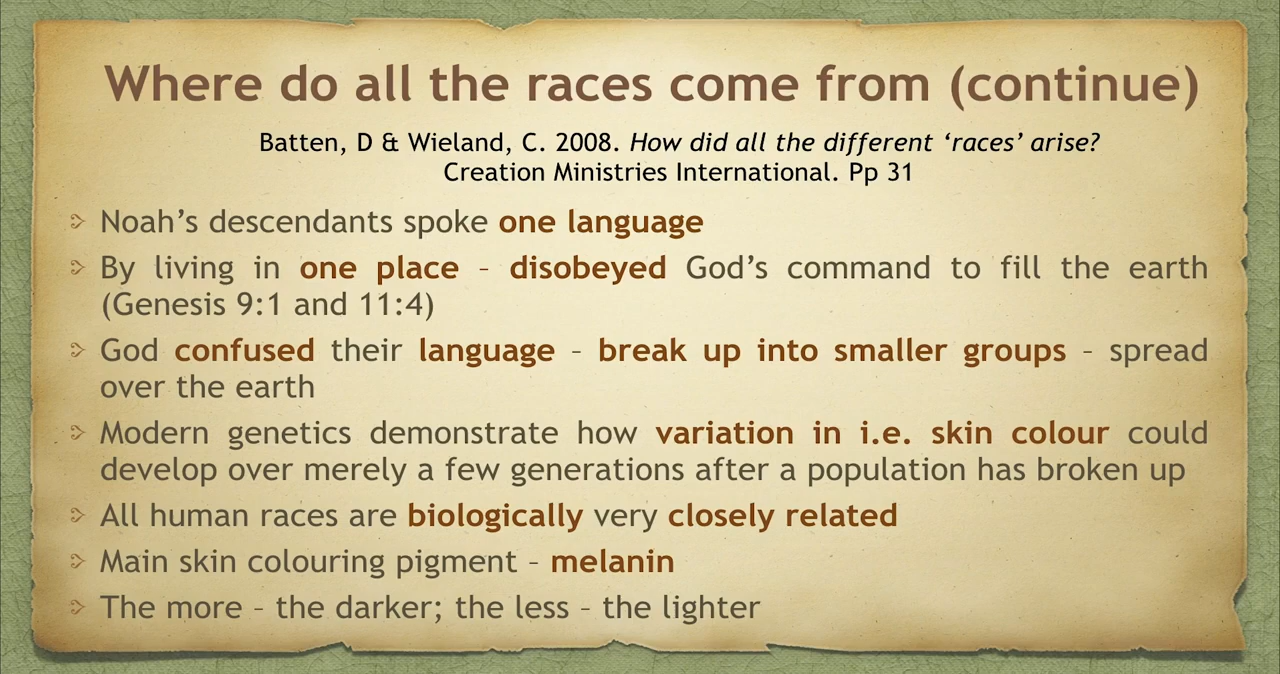 Where do all the races come from (continue)
Batten, D & Wieland, C. 2008. How did all the different ‘races’ arise?
Creation Ministries International. Pp 31
Noah’s descendants spoke one language
By living in one place – disobeyed God’s command to fill the earth
(Genesis 9:1 and 11:4)
God confused their language – break up into smaller groups – spread
over the earth
Modern genetics demonstrate how variation in i.e. skin colour could
develop over merely a few generations after a population has broken up
All human races are biologically very closely related
Main skin colouring pigment – melanin
The more – the darker; the less – the lighter